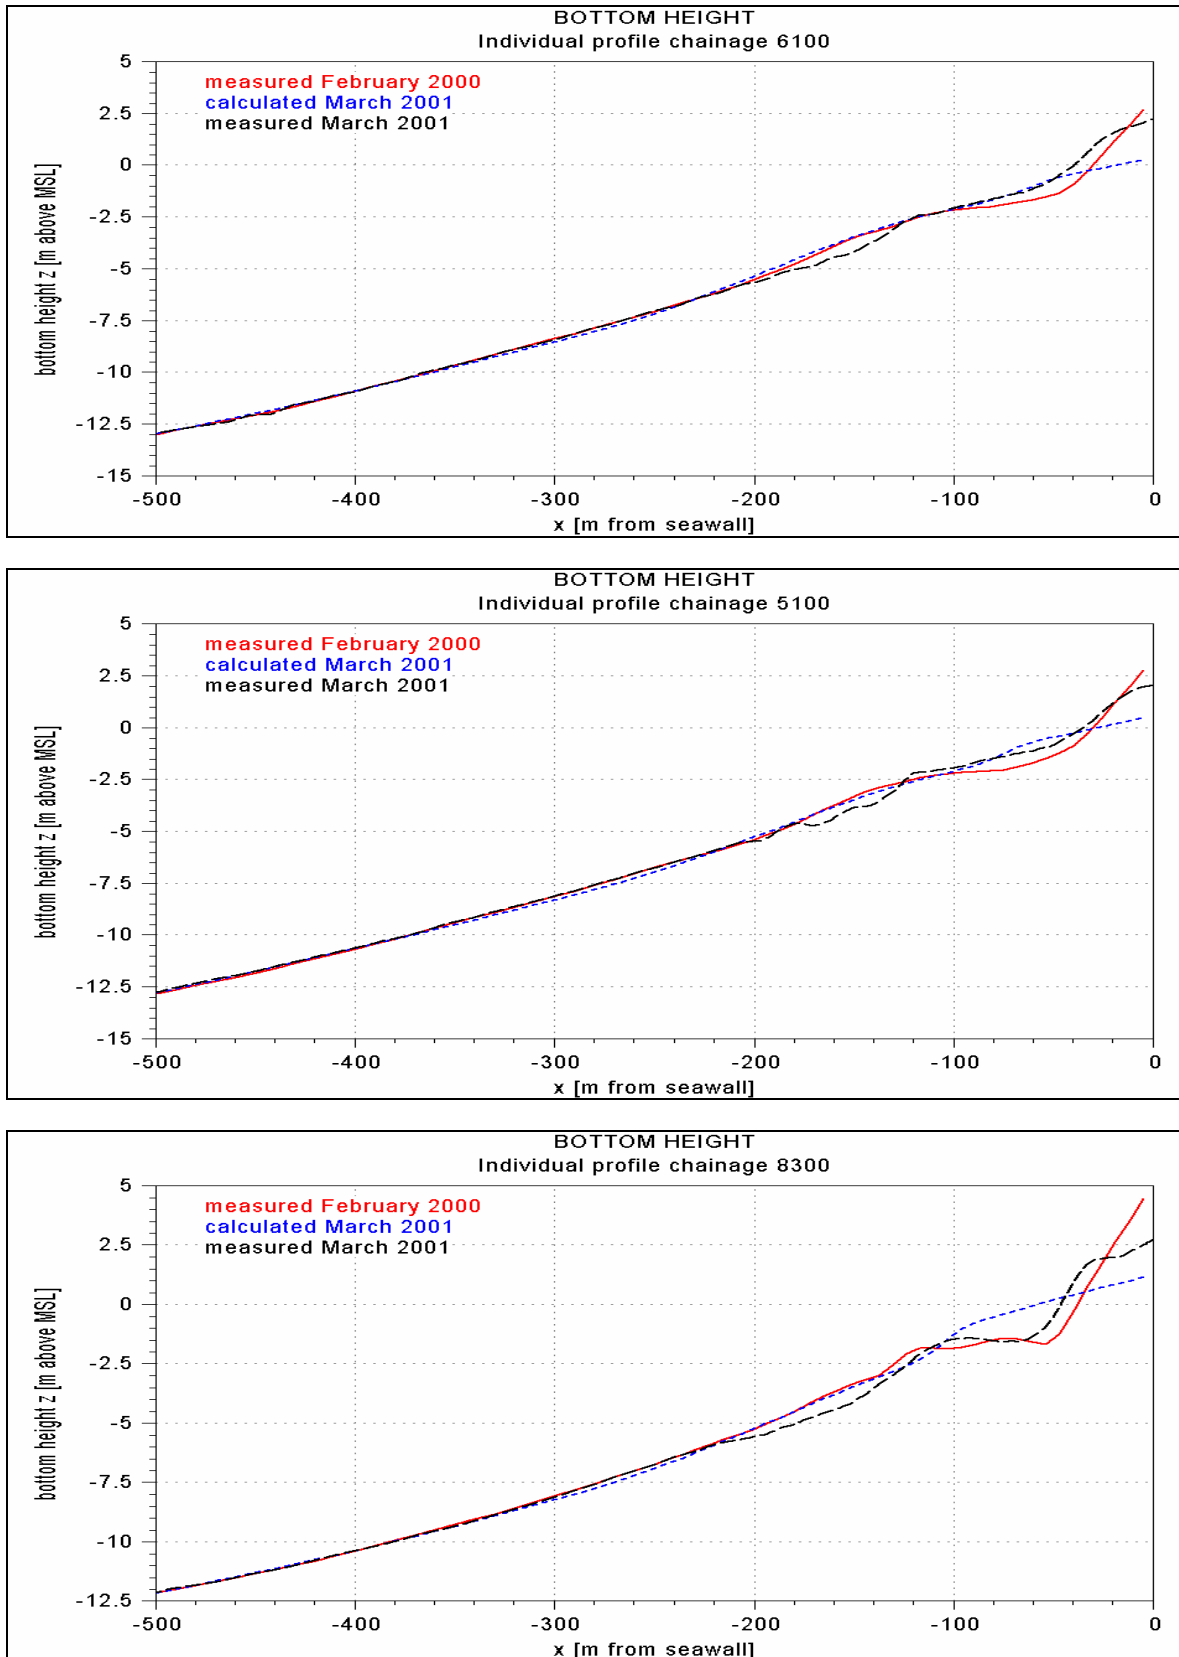 BOTTOM HEIGHT
Individual profile chainage 6100
measured February 2000
calculated March 2001
measured March 2001
bottom height z [m above MSL]
5
2.5
0
-2.5
-5
-7.5
-10
-12.5
-15
-500
-400
-300
-200
-100
0
x [m from seawall]
BOTTOM HEIGHT
Individual profile chainage 5100
measured February 2000
calculated March 2001
measured March 2001
bottom height z [m above MSL]
5
2.5
0
-2.5
-5
-7.5
-10
-12.5
-15
-500
-400
-300
-200
-100
0
x [m from seawall]
BOTTOM HEIGHT
Individual profile chainage 8300
measured February 2000
calculated March 2001
measured March 2001
bottom height z [m above MSL]
5
2.5
0
-2.5
-5
-7.5
-10
-12.5
-500
-400
-300
-200
-100
0
x [m from seawall]